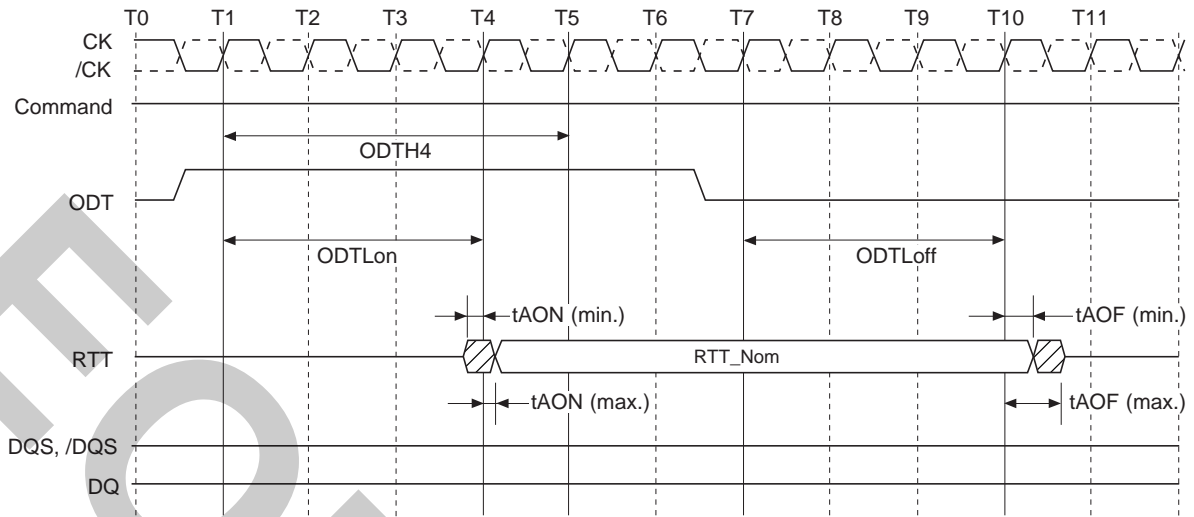 T0 T1 T2 T3 T4 T5 T6 T7 T8 T9 T10 T11
CK
/CK
Command
ODTH4
ODT
ODTLon
ODTLoff
tAON (min.)
tAOF (min.)
RTT
RTT_Nom
tAON (max.)
tAOF (max.)
DQS, /DQS
DQ